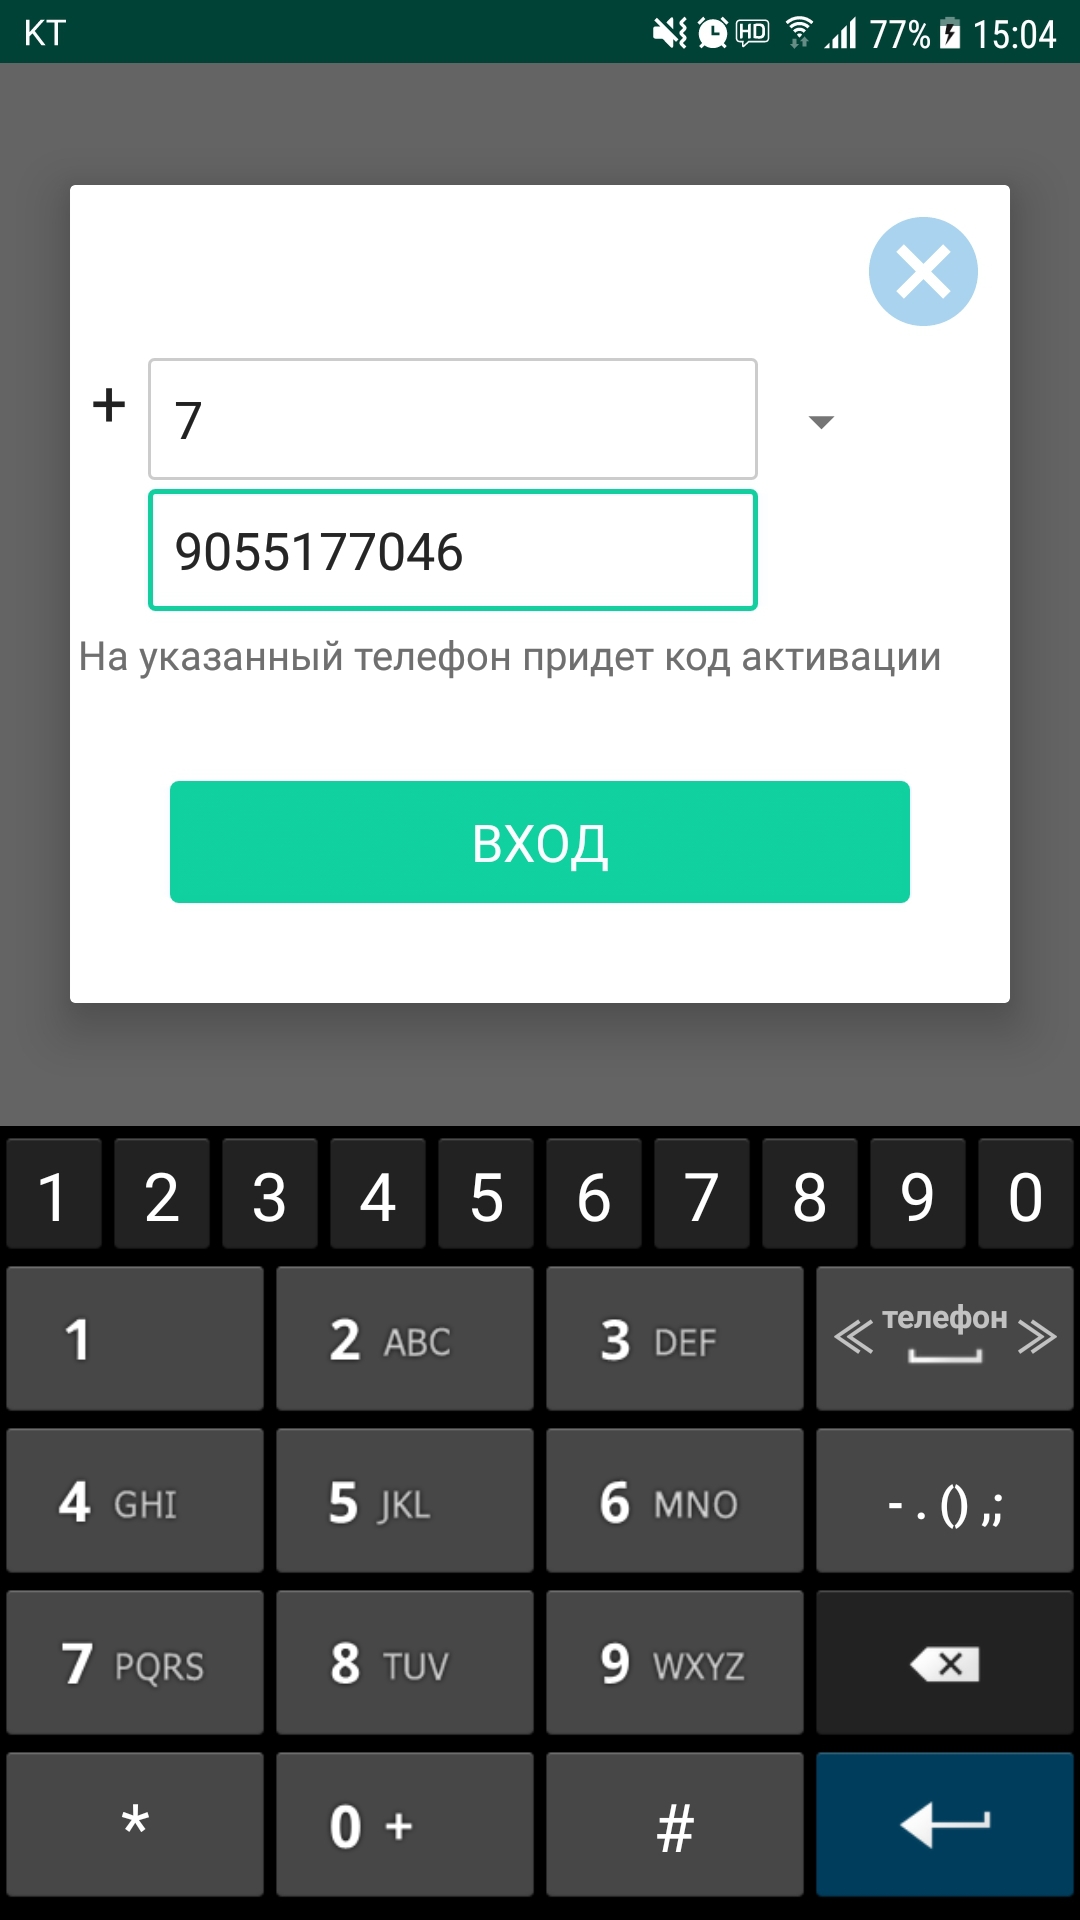 KT HD 77% 15:04
+ 7
9055177046
На указанный телефон придет код активации
ВХОД
1 2 3 4 5 6 7 8 9 0
1 2 ABC 3 DEF телефон
4 GHI 5 JKL 6 MNO - . () ,;
7 PQRS 8 TUV 9 WXYZ
* 0 + #